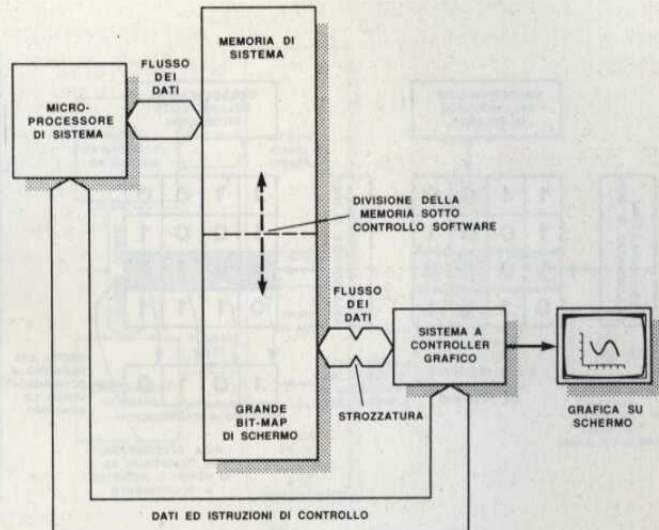 MEMORIA DI
SISTEMA
FLUSSO
DEI
DATI
MICRO-
PROCESSORE
DI SISTEMA
DIVISIONE DELLA
MEMORIA SOTTO
CONTROLLO SOFTWARE
FLUSSO
DEI
DATI
SISTEMA A
CONTROLLER
GRAFICO
STROZZATURA
GRAFICA SU
SCHERMO
GRANDE
BIT-MAP
DI SCHERMO
DATI ED ISTRUZIONI DI CONTROLLO